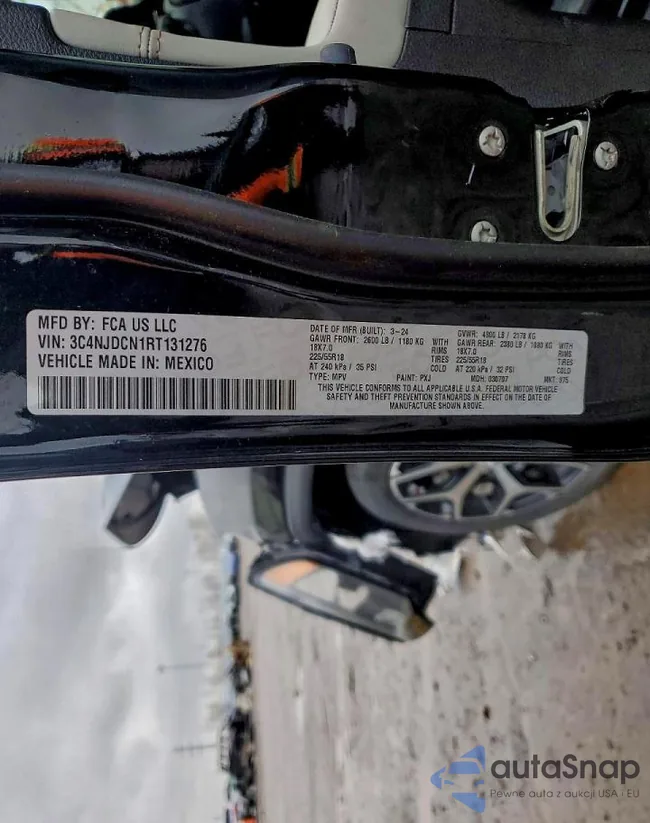 MFD BY: FCA US LLC
VIN: 3C4NJDCN1RT131276
VEHICLE MADE IN: MEXICO
DATE OF MFR (BUILT): 3-24
GVWR: 4800 LB / 2178 KG
GAWR FRONT: 2600 LB / 1180 KG WITH
18X7.0 RIMS
225/55R18 TIRES
AT 240 kPa / 35 PSI COLD
GAWR REAR: 2380 LB / 1080 KG WITH
18X7.0 RIMS
225/55R18 TIRES
AT 220 kPa / 32 PSI COLD
TYPE: MPV PAINT: PXJ MDH: 030707 MKT: 875
THIS VEHICLE CONFORMS TO ALL APPLICABLE U.S.A. FEDERAL MOTOR VEHICLE
SAFETY AND THEFT PREVENTION STANDARDS IN EFFECT ON THE DATE OF
MANUFACTURE SHOWN ABOVE.
autaSnap
Pewne auta z aukcji USA i EU